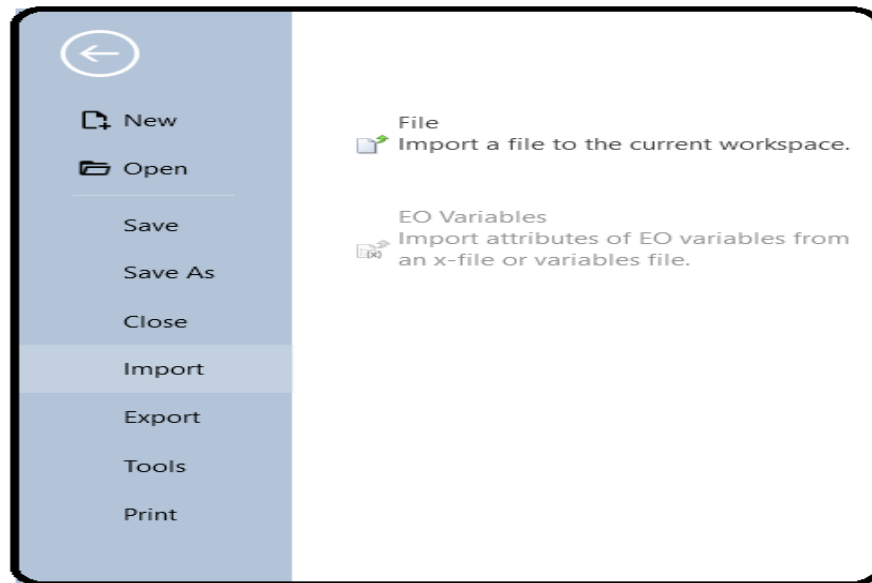 New
Open
Save
Save As
Close
Import
Export
Tools
Print
File
Import a file to the current workspace.
EO Variables
Import attributes of EO variables from
an x-file or variables file.